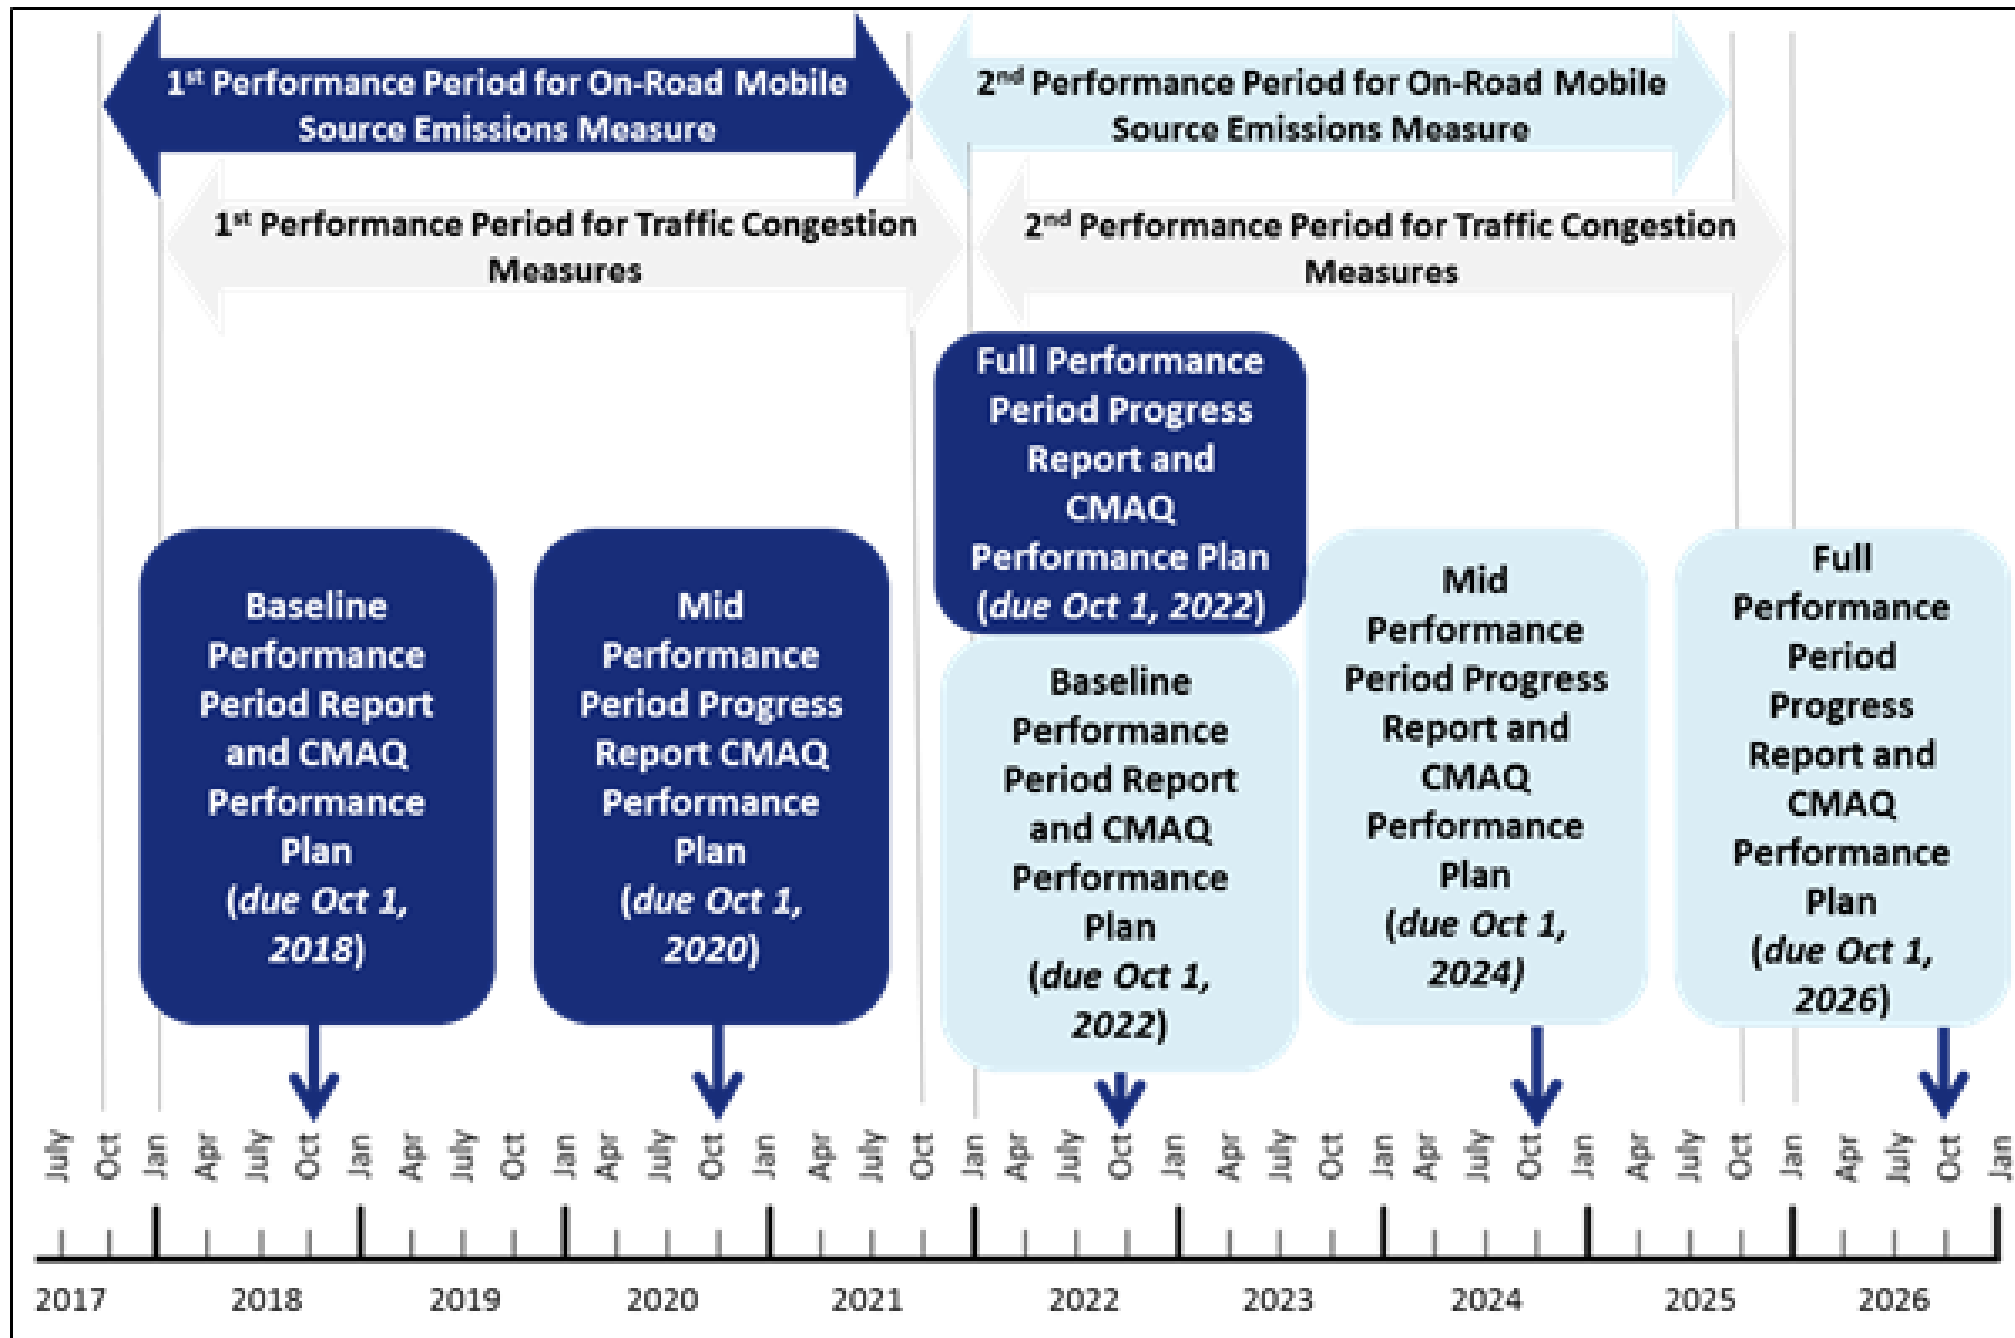 1st Performance Period for On-Road Mobile
Source Emissions Measure
2nd Performance Period for On-Road Mobile
Source Emissions Measure
1st Performance Period for Traffic Congestion
Measures
2nd Performance Period for Traffic Congestion
Measures
Full Performance
Period Progress
Report and
CMAQ
Performance Plan
(due Oct 1, 2022)
Baseline
Performance
Period Report
and CMAQ
Performance
Plan
(due Oct 1,
2018)
Mid
Performance
Period Progress
Report CMAQ
Performance
Plan
(due Oct 1,
2020)
Baseline
Performance
Period Report
and CMAQ
Performance
Plan
(due Oct 1,
2022)
Mid
Performance
Period Progress
Report and
CMAQ
Performance
Plan
(due Oct 1,
2024)
Full
Performance
Period
Progress
Report and
CMAQ
Performance
Plan
(due Oct 1,
2026)
July
Oct
Jan
Apr
July
Oct
Jan
Apr
July
Oct
Jan
Apr
July
Oct
Jan
Apr
July
Oct
Jan
Apr
July
Oct
Jan
Apr
July
Oct
Jan
Apr
July
Oct
Jan
Apr
July
Oct
Jan
Apr
July
Oct
Jan
2017 2018 2019 2020 2021 2022 2023 2024 2025 2026